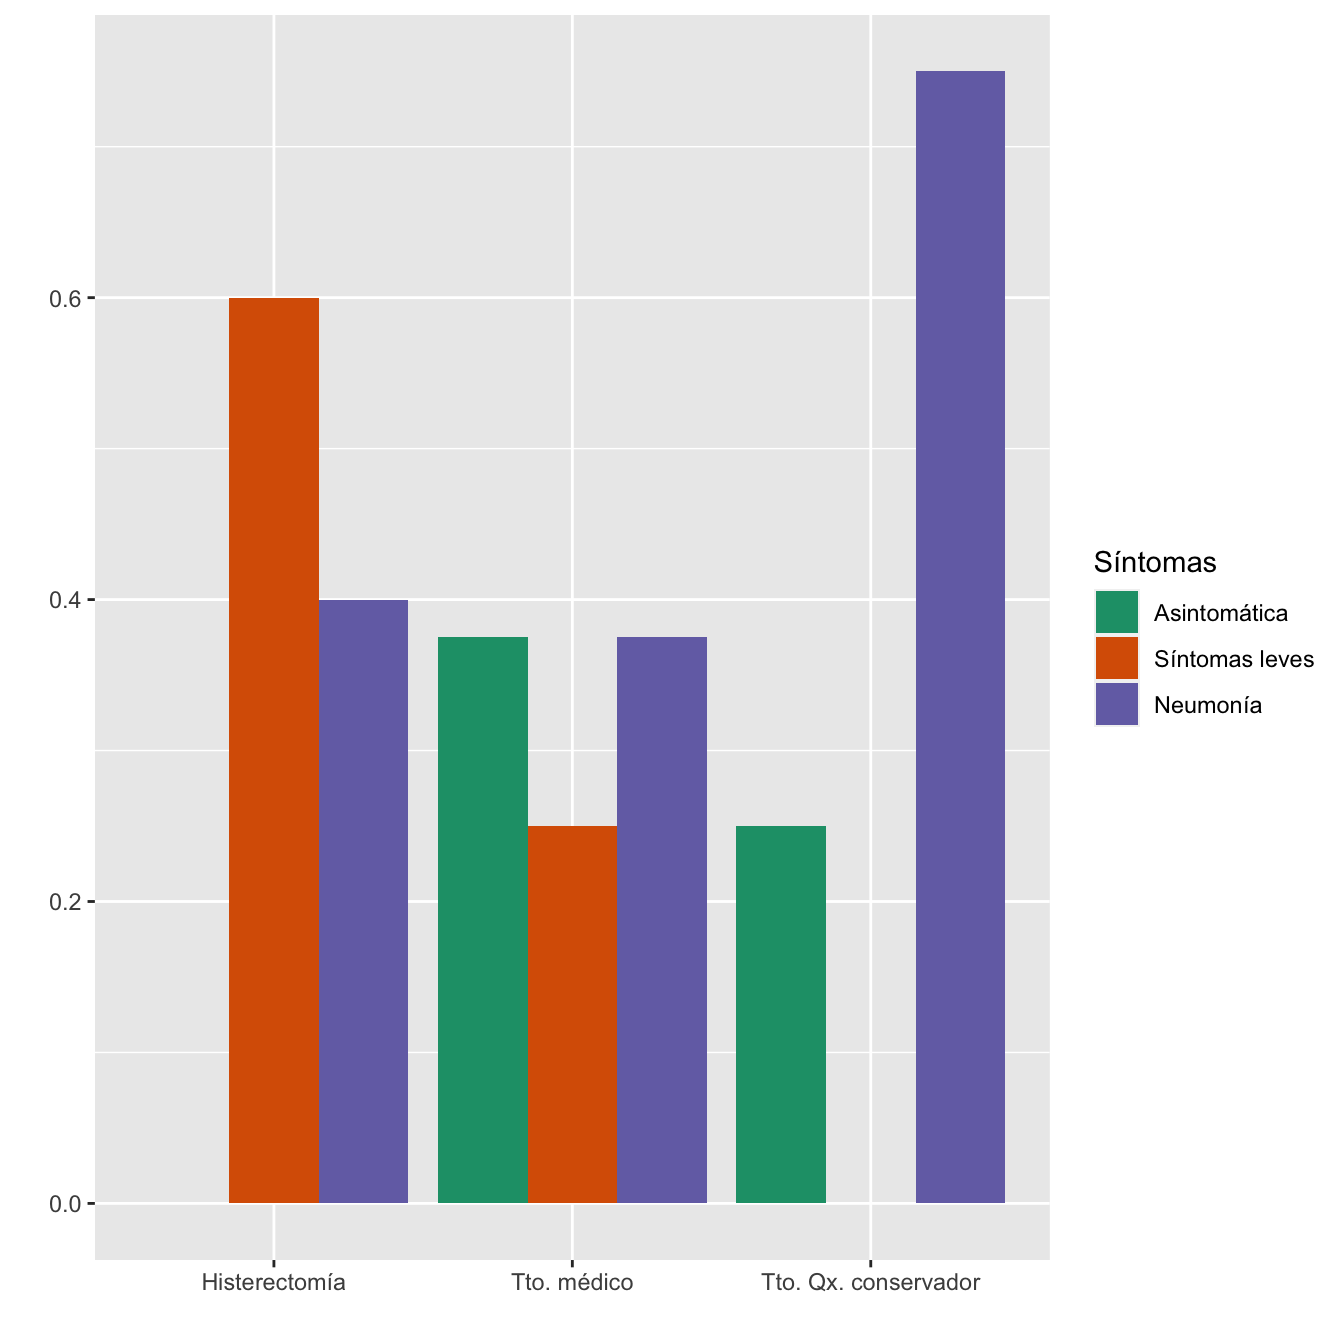 0.6
0.4
0.2
0.0
Histerectomía
Tto. médico
Tto. Qx. conservador
Síntomas
Asintomática
Síntomas leves
Neumonía